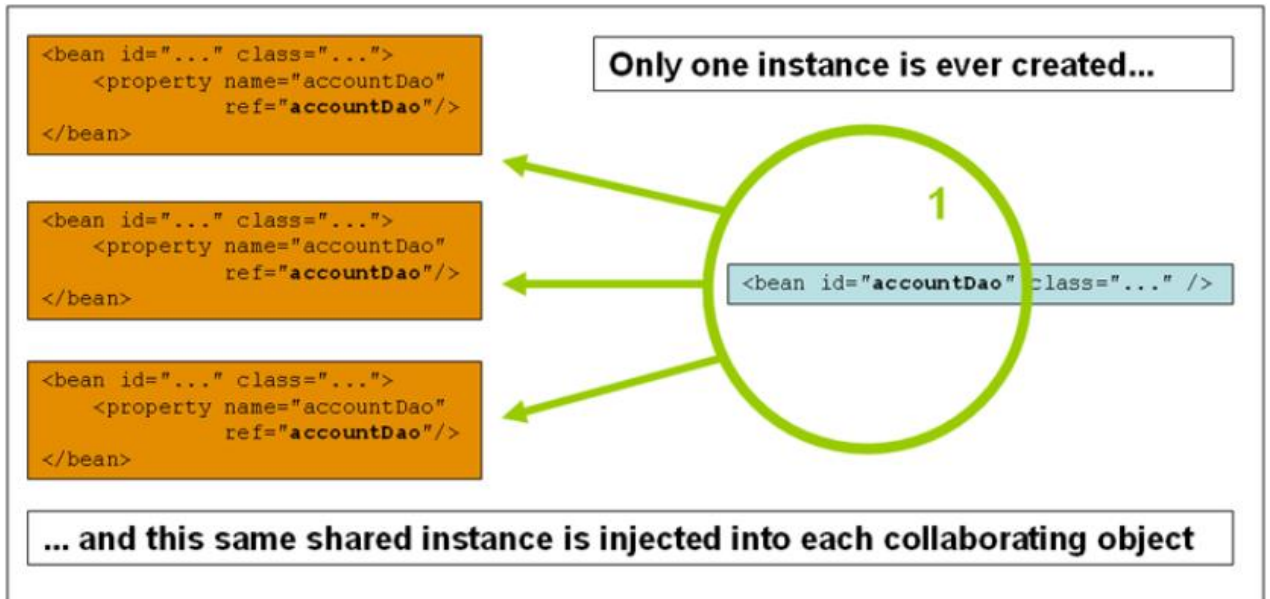 <bean id="..." class="...">
<property name="accountDao"
ref="accountDao"/>
</bean>
Only one instance is ever created...
1
<bean id="..." class="...">
<property name="accountDao"
ref="accountDao"/>
</bean>
<bean id="accountDao" class="..." />
<bean id="..." class="...">
<property name="accountDao"
ref="accountDao"/>
</bean>
... and this same shared instance is injected into each collaborating object